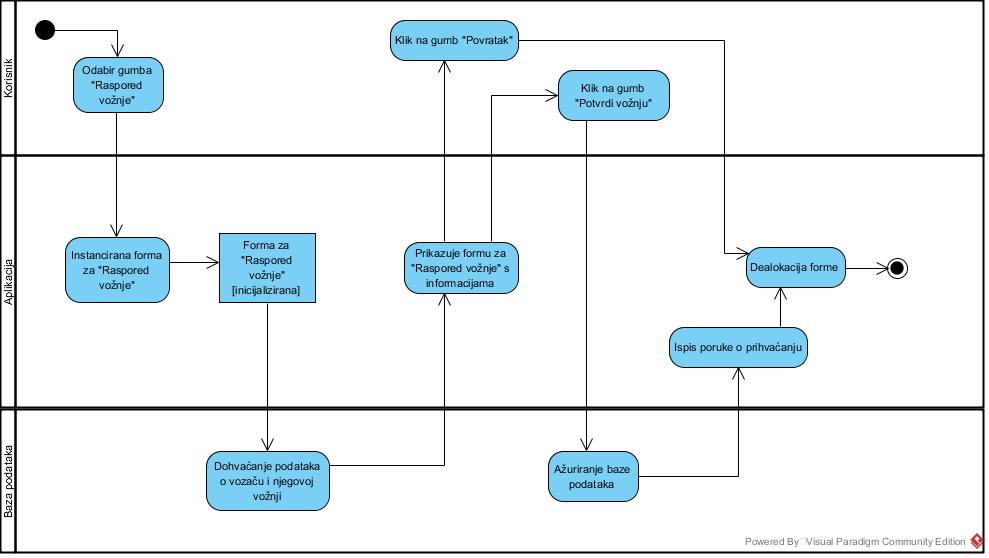 Korisnik
Odabir gumba
"Raspored
vožnje"
Klik na gumb "Povratak"
Klik na gumb
"Potvrdi vožnju"
Aplikacija
Instancirana forma
za "Raspored
vožnje"
Forma za
"Raspored
vožnje"
[inicijalizirana]
Prikazuje formu za
"Raspored vožnje" s
informacijama
Dealokacija forme
Ispis poruke o prihvaćanju
Baza podataka
Dohvaćanje podataka
o vozaču i njegovoj
vožnji
Ažuriranje baze
podataka
Powered By Visual Paradigm Community Edition